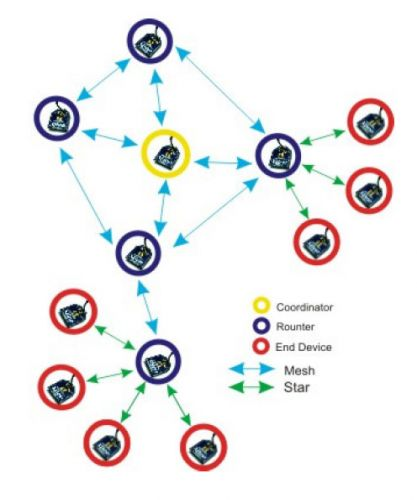 Coordinator
Rounter
End Device
Mesh
Star